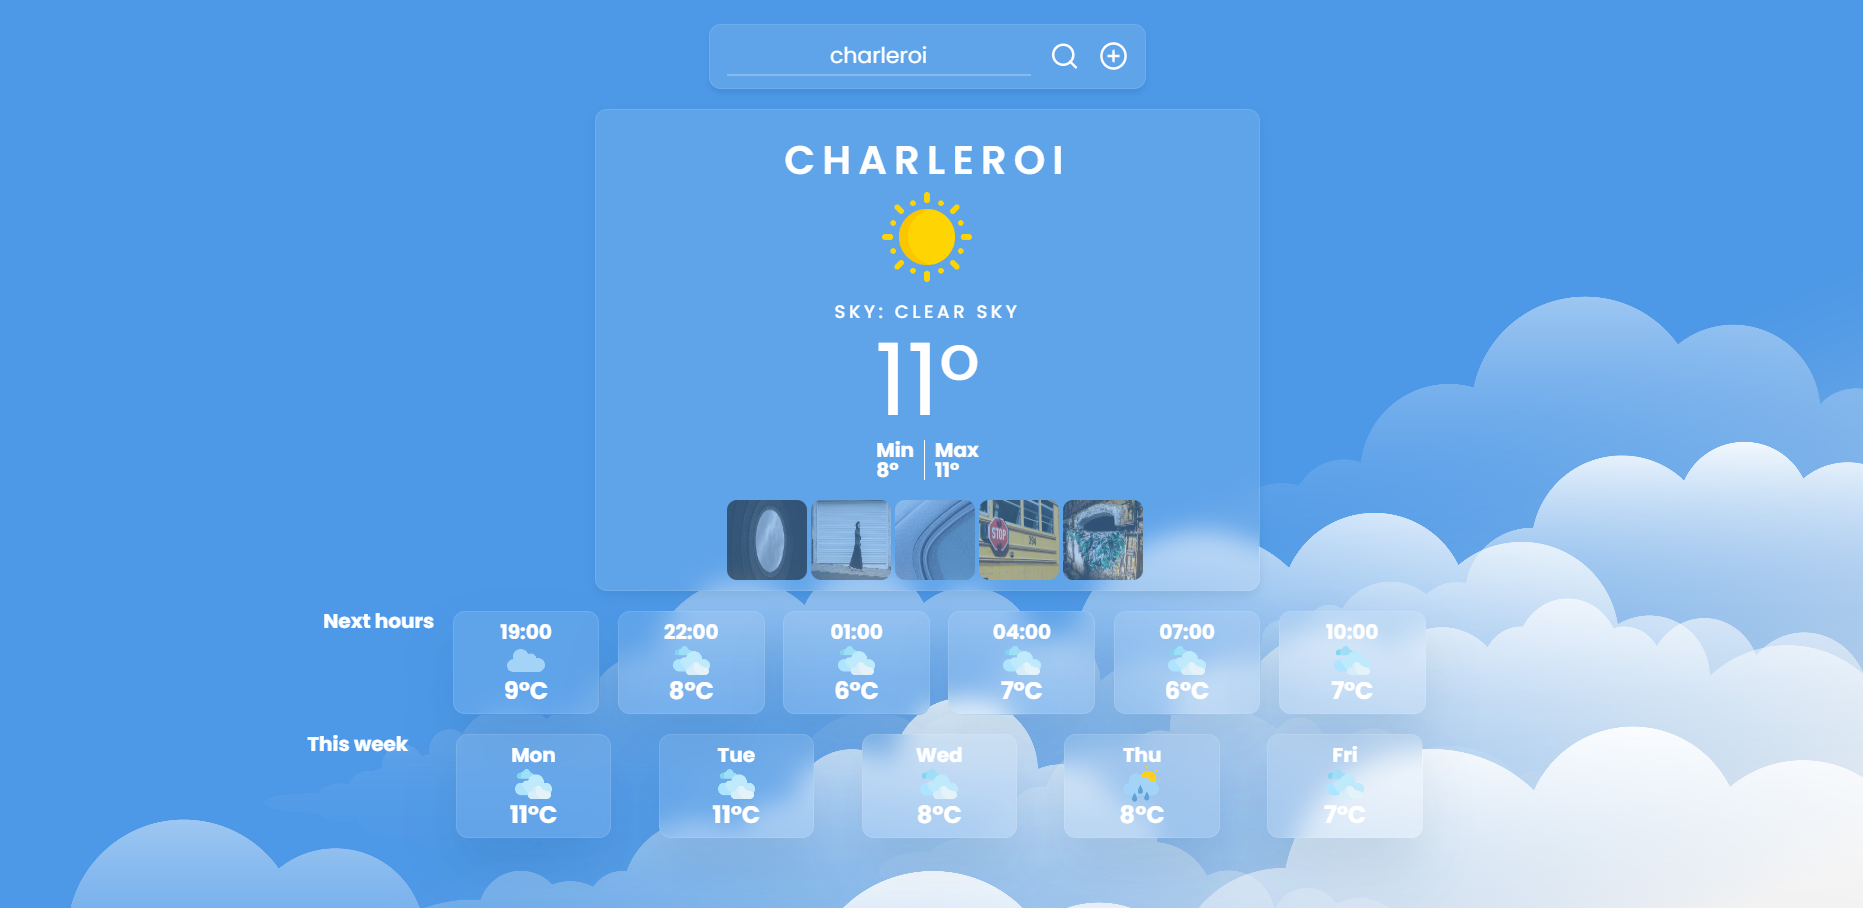 charleroi
CHARLEROI
SKY: CLEAR SKY
11°
Min
8°
Max
11°
STOP
294
Next hours
19:00
9°C
22:00
8°C
01:00
6°C
04:00
7°C
07:00
6°C
10:00
7°C
This week
Mon
11°C
Tue
11°C
Wed
8°C
Thu
8°C
Fri
7°C